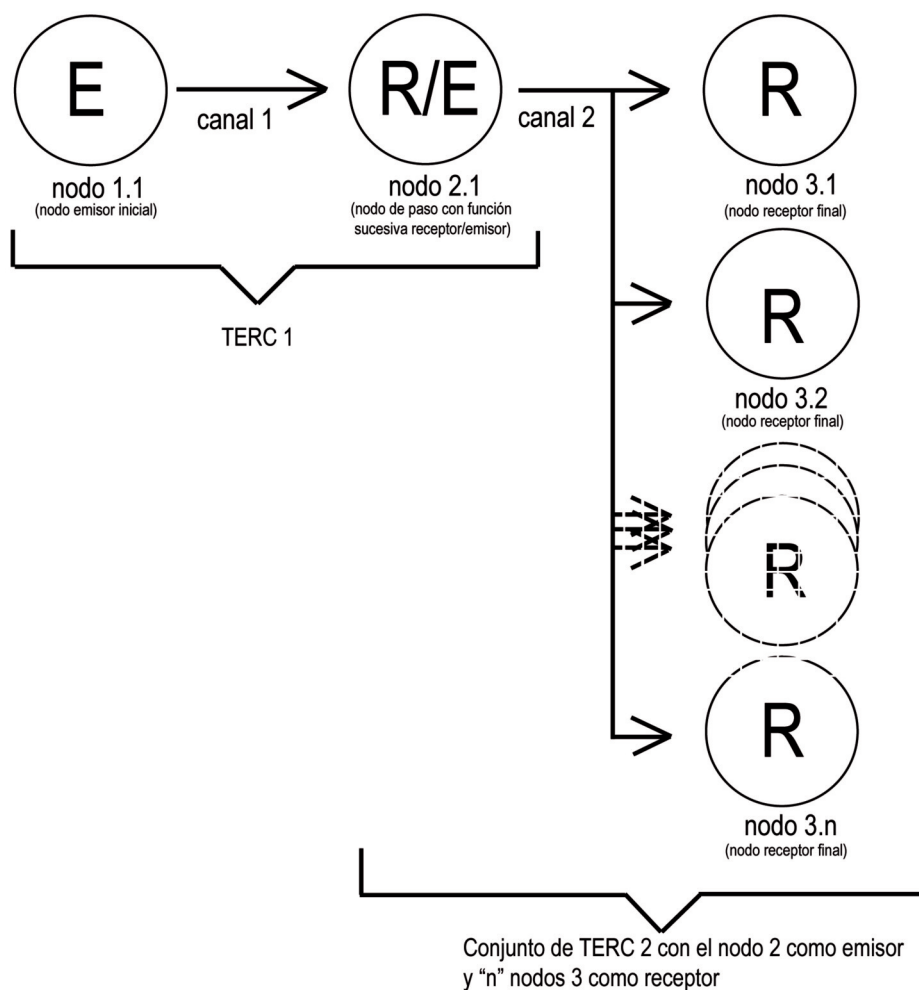 E
R/E
R
canal 1
canal 2
nodo 1.1
(nodo emisor inicial)
nodo 2.1
(nodo de paso con función
sucesiva receptor/emisor)
nodo 3.1
(nodo receptor final)
TERC 1
R
nodo 3.2
(nodo receptor final)
R
R
nodo 3.n
(nodo receptor final)
Conjunto de TERC 2 con el nodo 2 como emisor
y “n” nodos 3 como receptor